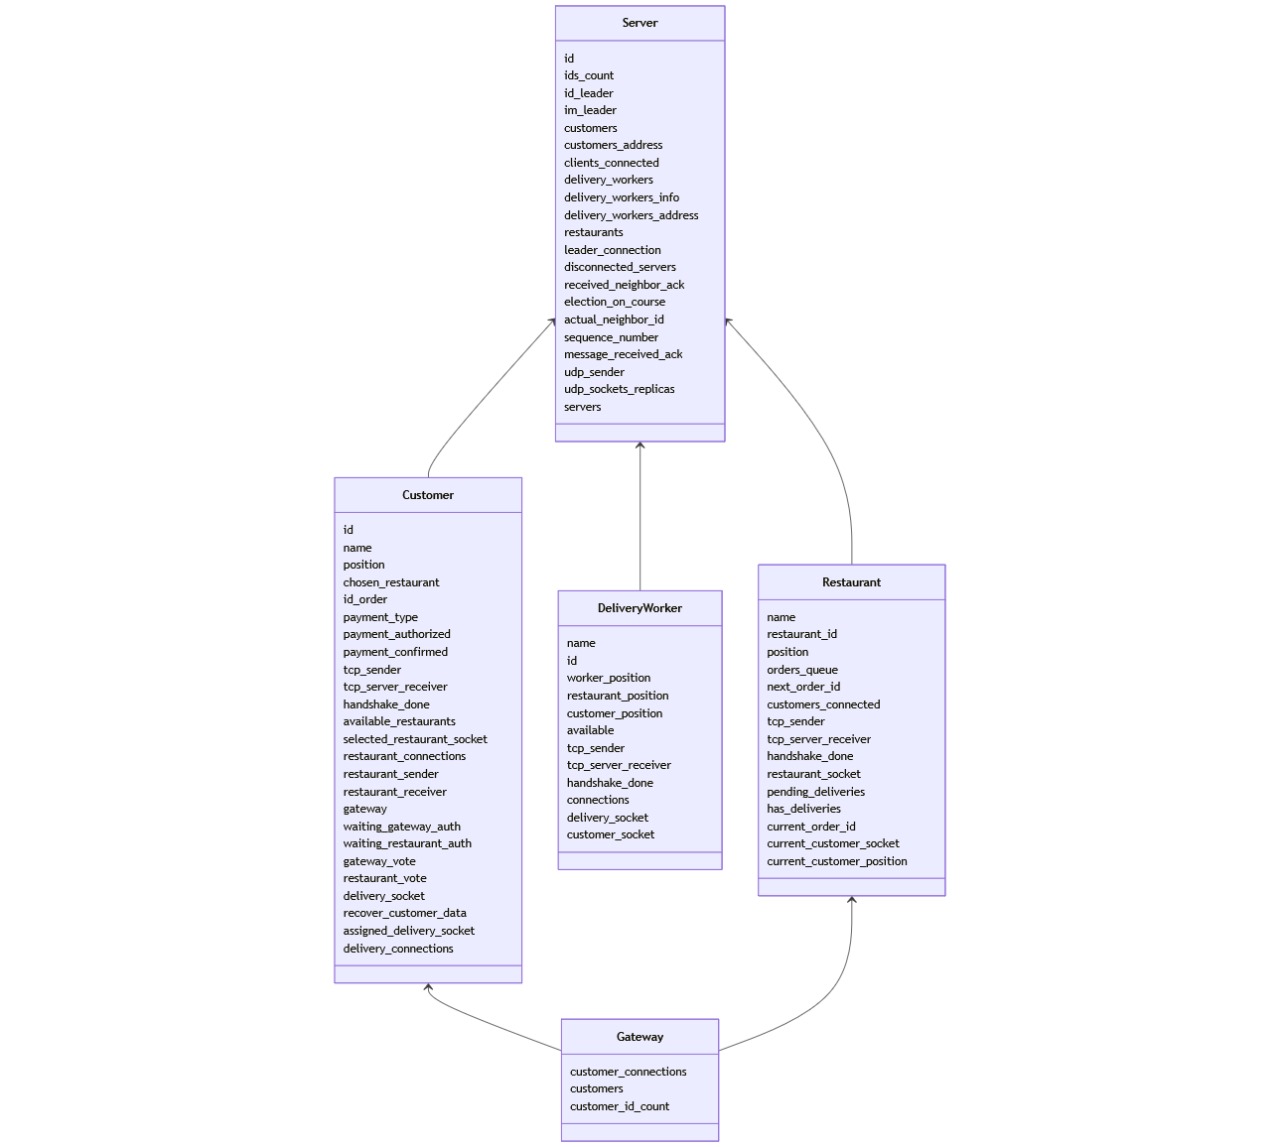 Server
id
ids_count
id_leader
im_leader
customers
customers_address
clients_connected
delivery_workers
delivery_workers_info
delivery_workers_address
restaurants
leader_connection
disconnected_servers
received_neighbor_ack
election_on_course
actual_neighbor_id
sequence_number
message_received_ack
udp_sender
udp_sockets_replicas
servers
Customer
id
name
position
chosen_restaurant
id_order
payment_type
payment_authorized
payment_confirmed
tcp_sender
tcp_server_receiver
handshake_done
available_restaurants
selected_restaurant_socket
restaurant_connections
restaurant_sender
restaurant_receiver
gateway
waiting_gateway_auth
waiting_restaurant_auth
gateway_vote
restaurant_vote
delivery_socket
recover_customer_data
assigned_delivery_socket
delivery_connections
DeliveryWorker
name
id
worker_position
restaurant_position
customer_position
available
tcp_sender
tcp_server_receiver
handshake_done
connections
delivery_socket
customer_socket
Restaurant
name
restaurant_id
position
orders_queue
next_order_id
customers_connected
tcp_sender
tcp_server_receiver
handshake_done
restaurant_socket
pending_deliveries
has_deliveries
current_order_id
current_customer_socket
current_customer_position
Gateway
customer_connections
customers
customer_id_count